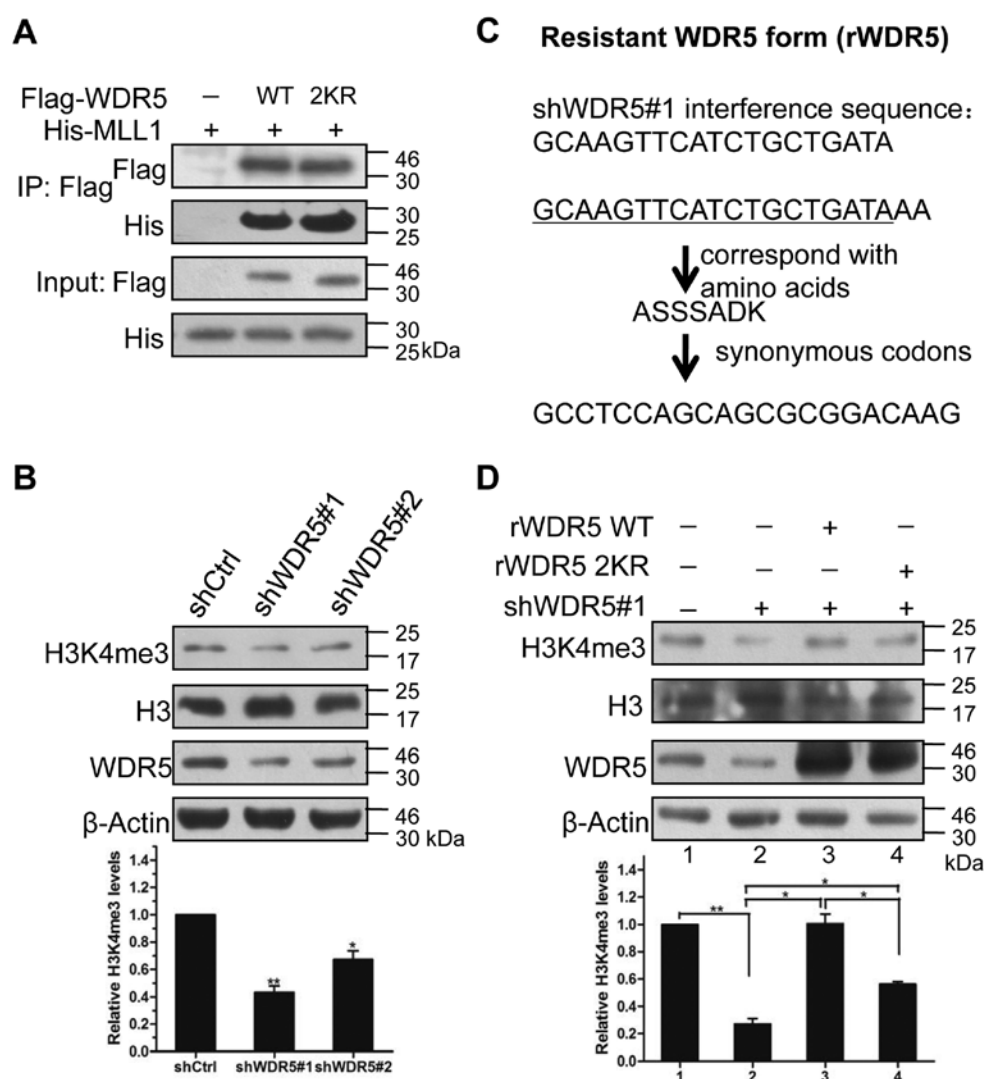 A
Flag-WDR5 – WT 2KR
His-MLL1 + + +
IP: Flag
Flag 46 30
His 30 25
Input: Flag 46 30
His 30 25 kDa
C
Resistant WDR5 form (rWDR5)
shWDR5#1 interference sequence:
GCAAGTTCATCTGCTGATA
GCAAGTTCATCTGCTGATAAA
correspond with
amino acids
ASSSADK
synonymous codons
GCCTCCAGCAGCGCGGACAAG
B
shCtrl shWDR5#1 shWDR5#2
H3K4me3 25 17
H3 25 17
WDR5 46 30
β-Actin 46 30 kDa
Relative H3K4me3 levels
1.4
1.2
1.0
0.8
0.6
0.4
0.2
0.0
** *
shCtrl shWDR5#1 shWDR5#2
D
rWDR5 WT – – + –
rWDR5 2KR – – – +
shWDR5#1 – + + +
H3K4me3 25 17
H3 25 17
WDR5 46 30
β-Actin 46 30
1 2 3 4 kDa
Relative H3K4me3 levels
1.4
1.2
1.0
0.8
0.6
0.4
0.2
0.0
** * * *
1 2 3 4